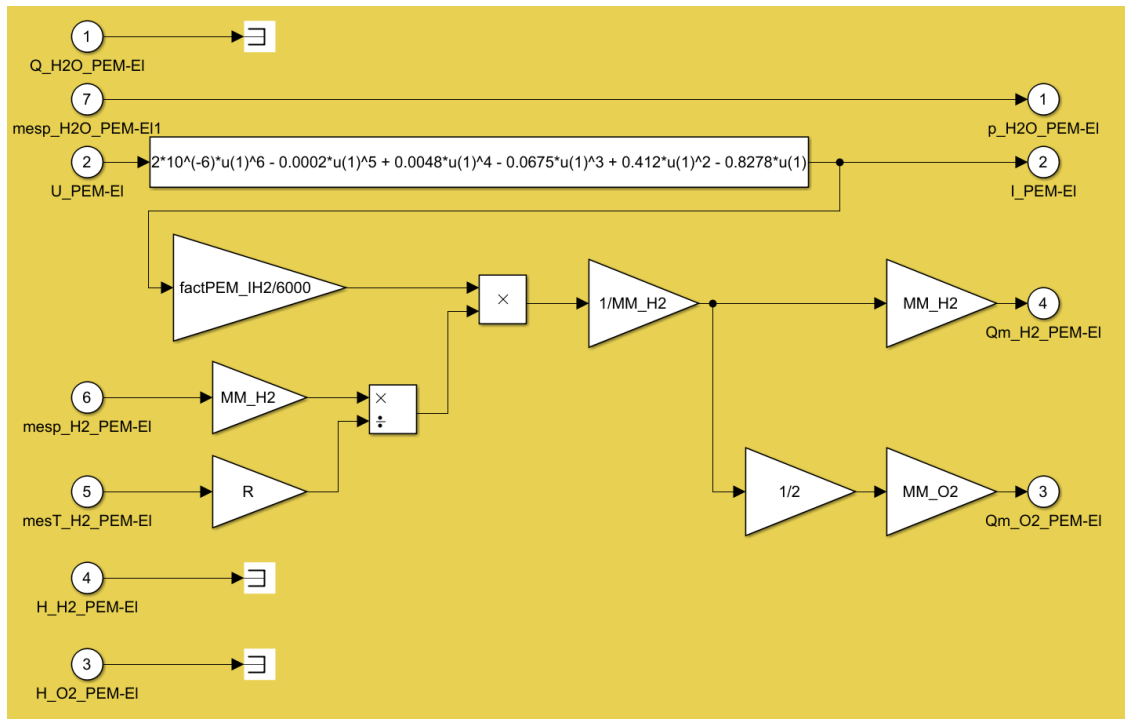 1
Q_H2O_PEM-El
7
mesp_H2O_PEM-El1
1
p_H2O_PEM-El
2
U_PEM-El
2*10^(-6)*u(1)^6 - 0.0002*u(1)^5 + 0.0048*u(1)^4 - 0.0675*u(1)^3 + 0.412*u(1)^2 - 0.8278*u(1)
2
I_PEM-El
factPEM_IH2/6000
×
1/MM_H2
MM_H2
4
Qm_H2_PEM-El
6
mesp_H2_PEM-El
MM_H2
×
÷
5
mesT_H2_PEM-El
R
1/2
MM_O2
3
Qm_O2_PEM-El
4
H_H2_PEM-El
3
H_O2_PEM-El